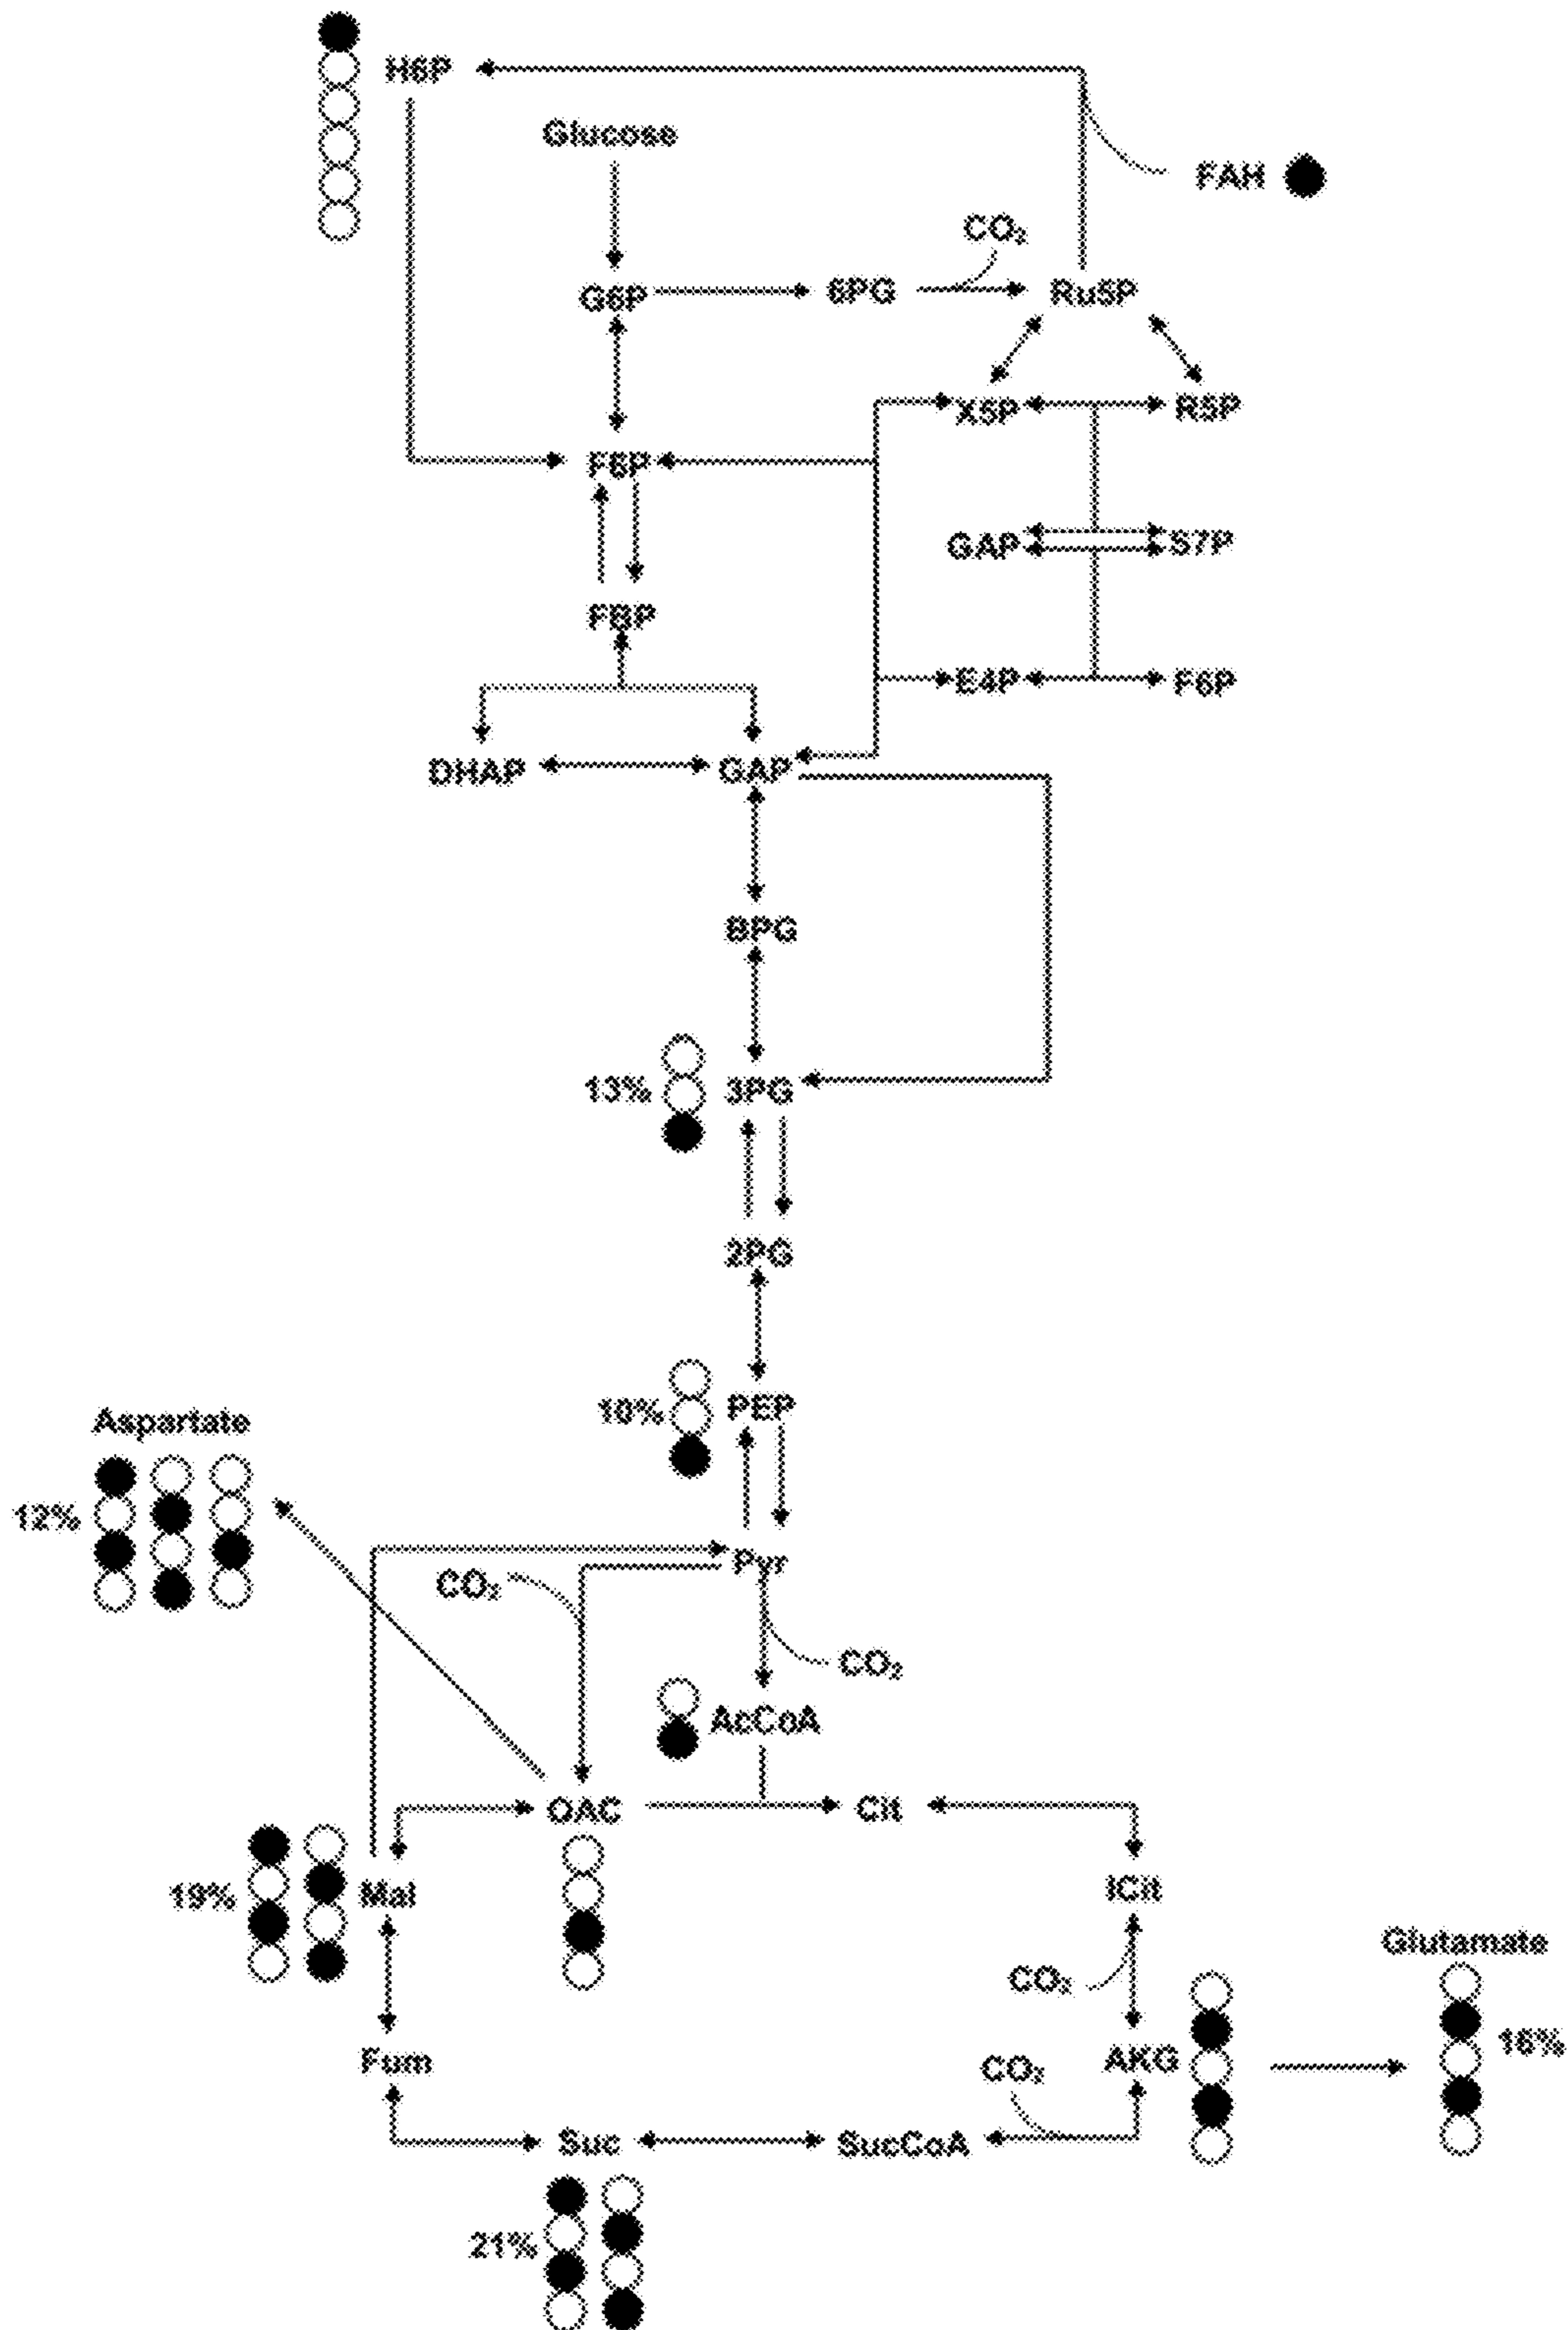 H6P
Glucose
FAH
CO₂
G6P
6PG
Ru5P
X5P
R5P
F6P
GAP
S7P
FBP
E4P
F6P
DHAP
GAP
BPG
13%
3PG
2PG
10%
PEP
Aspartate
12%
Pyr
CO₂
CO₂
AcCoA
OAC
Cit
19%
Mal
ICit
Glutamate
CO₂
16%
Fum
CO₂
AKG
Suc
SucCoA
21%